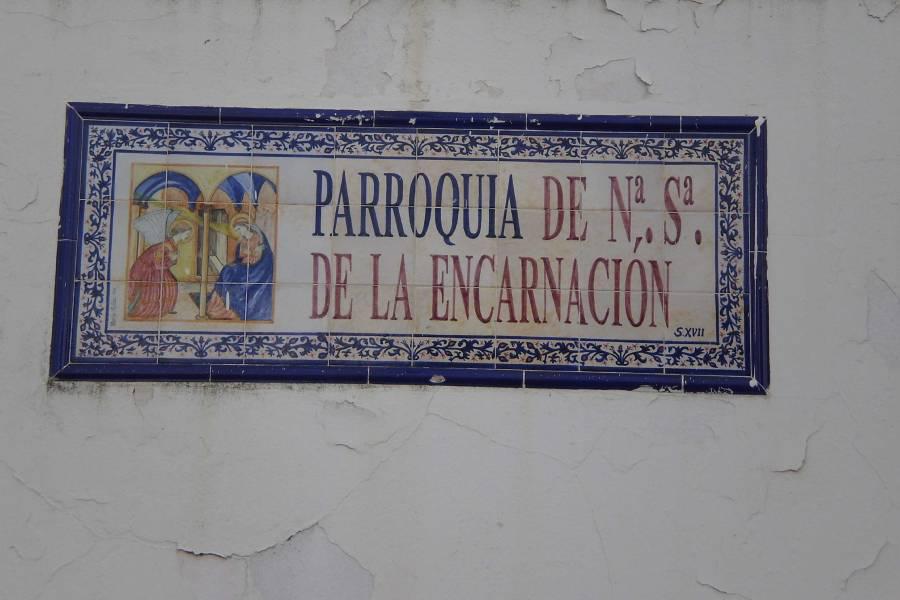 PARROQUIA DE Nª. Sª.
DE LA ENCARNACIÓN
S.XVII